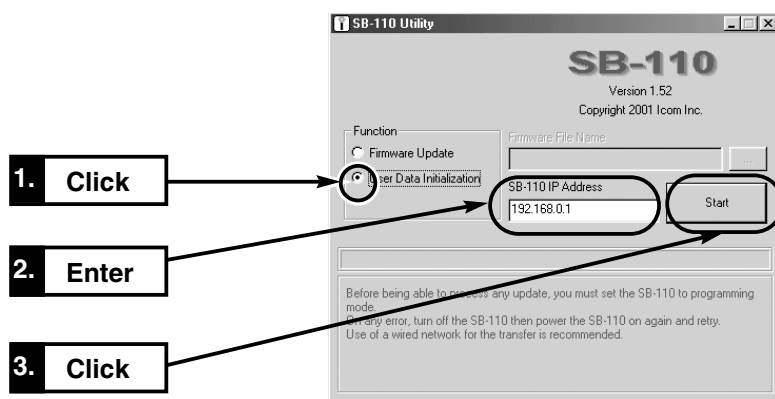 SB-110 Utility
SB-110
Version 1.52
Copyright 2001 Icom Inc.
Function
Firmware Update
User Data Initialization
Firmware File Name
...
SB-110 IP Address
192.168.0.1
Start
1. Click
2. Enter
3. Click
Before being able to process any update, you must set the SB-110 to programming
mode.
On any error, turn off the SB-110 then power the SB-110 on again and retry.
Use of a wired network for the transfer is recommended.